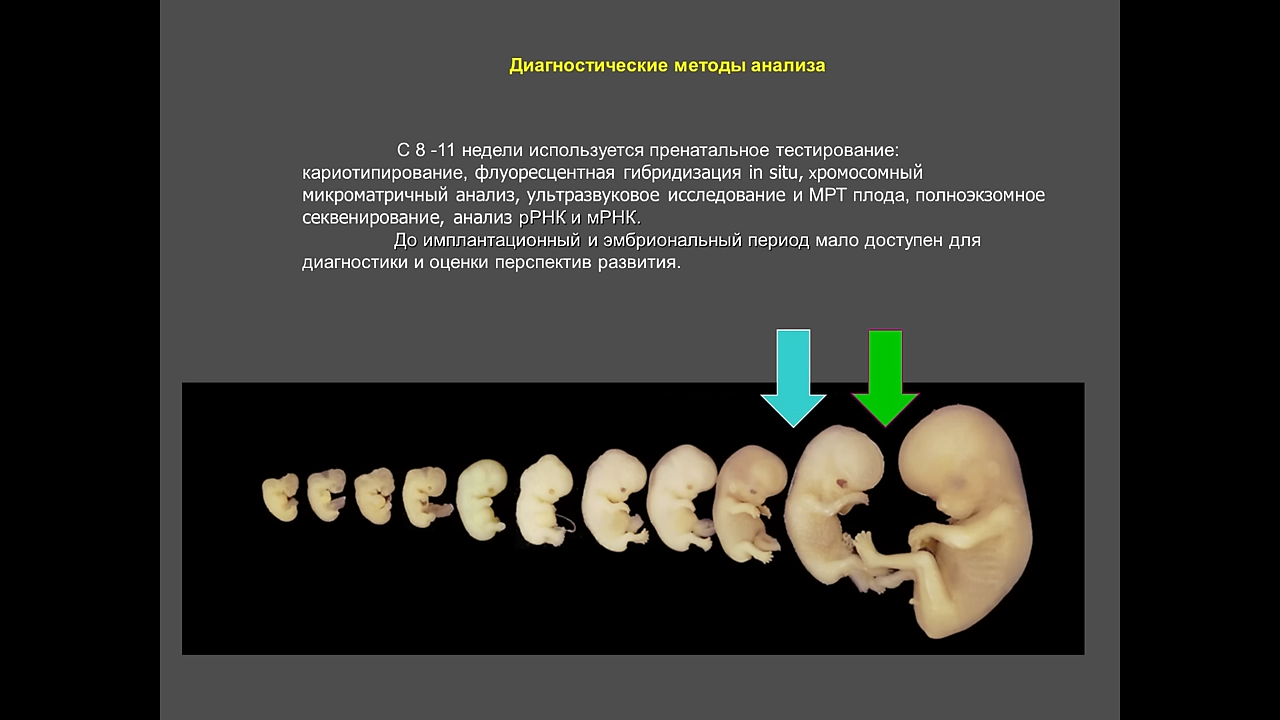 Диагностические методы анализа
С 8 -11 недели используется пренатальное тестирование:
кариотипирование, флуоресцентная гибридизация in situ, хромосомный
микроматричный анализ, ультразвуковое исследование и МРТ плода, полноэкзомное
секвенирование, анализ рРНК и мРНК.
До имплантационный и эмбриональный период мало доступен для
диагностики и оценки перспектив развития.